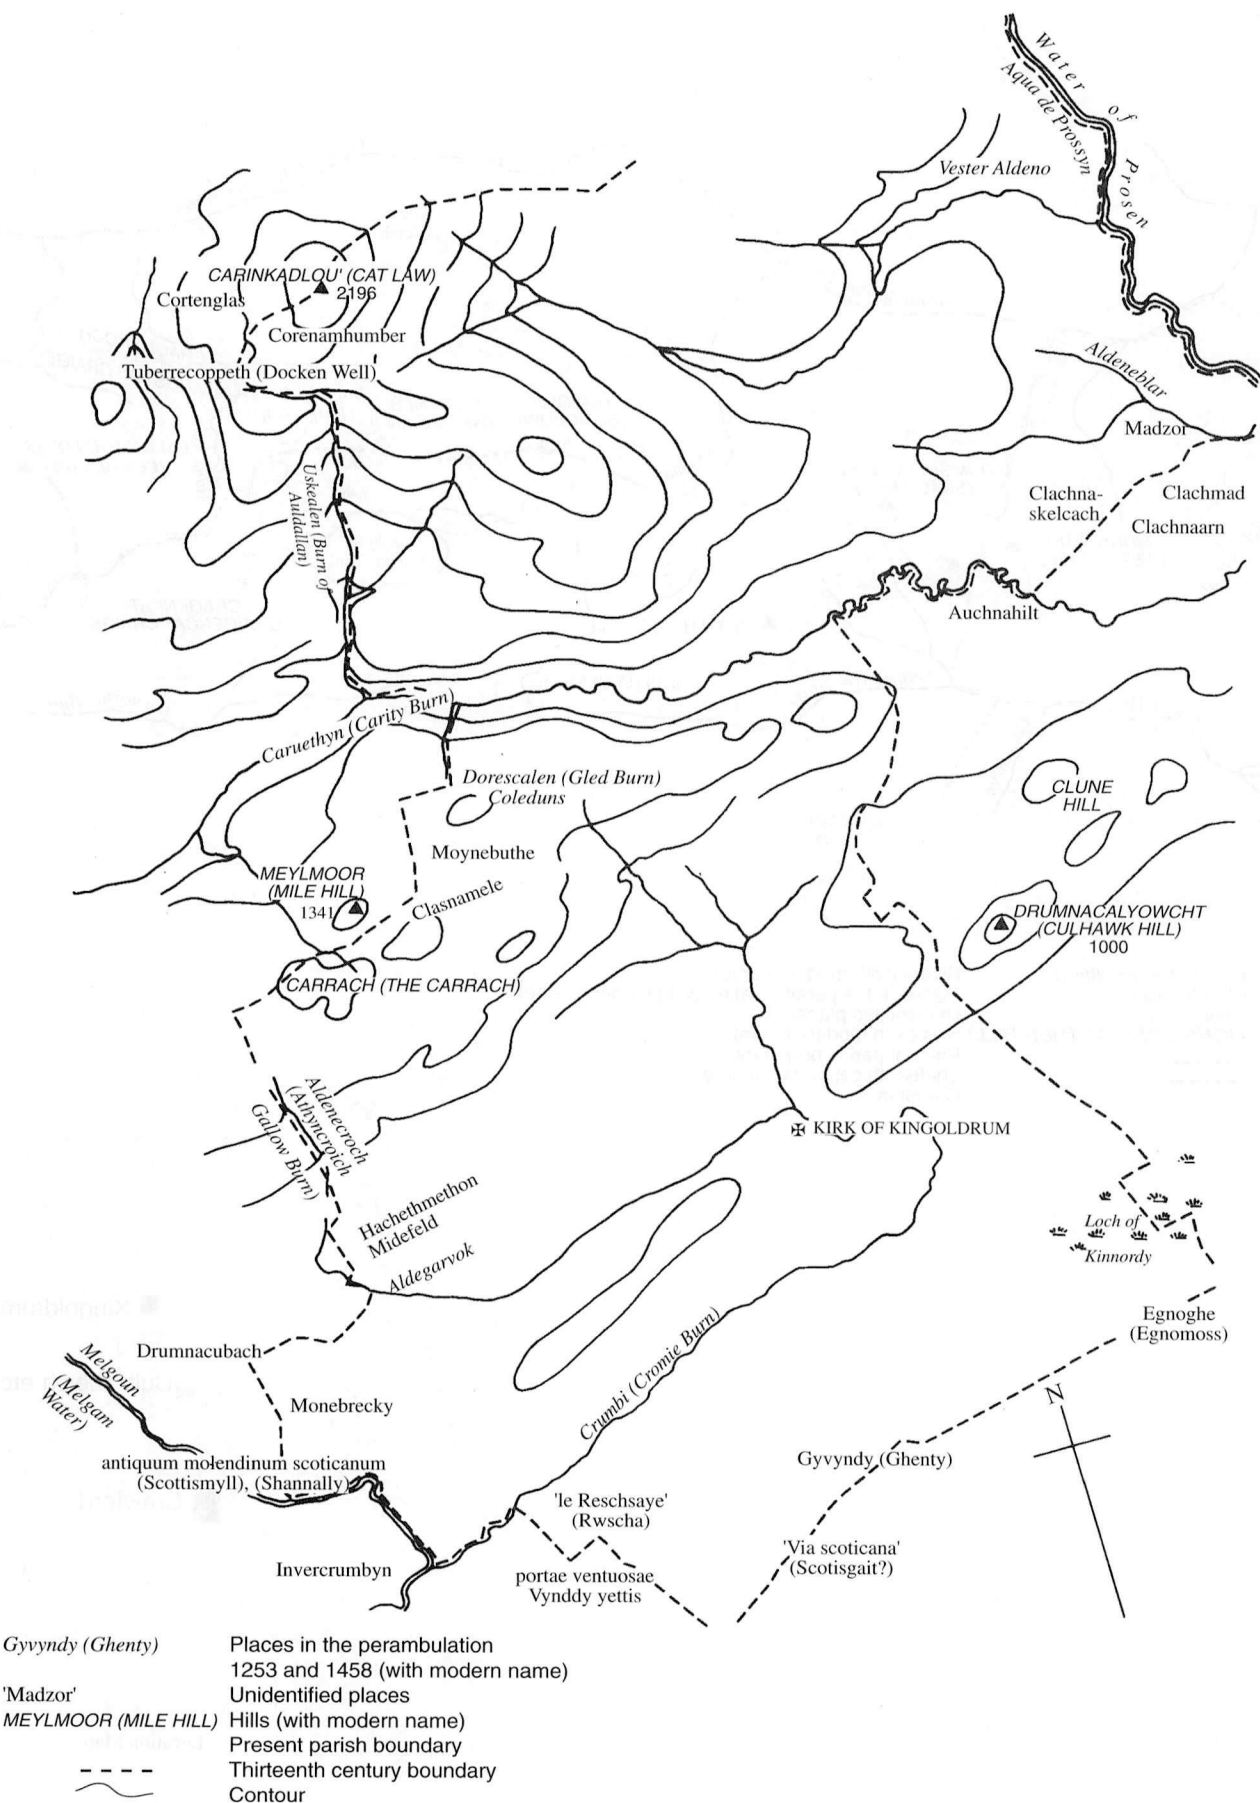 Water of Prosen
Aqua de Prossyn
Vester Aldeno
CARINKADLOU' (CAT LAW)
2196
Cortenglas
Corenamhumber
Tuberrecoppeth (Docken Well)
Aldeneblar
Madzor
Clachna-
skelcach
Clachmad
Clachnaarn
Uskealen (Burn of
Auldallan)
Auchnahilt
Caruethyn (Carity Burn)
Dorescalen (Gled Burn)
Coleduns
CLUNE
HILL
Moynebuthe
MEYLMOOR
(MILE HILL)
1341
Clasnamele
DRUMNACALYOWCHT
(CULHAWK HILL)
1000
CARRACH (THE CARRACH)
Aldenecroch
(Athyncroich
Gallow Burn)
KIRK OF KINGOLDRUM
Hachethmethon
Midefeld
Aldegarvok
Loch of
Kinnordy
Egnoghe
(Egnomoss)
Drumnacubach
Melgoun
(Melgam
Water)
Monebrecky
Crumbi (Cromie Burn)
N
antiquum molendinum scoticanum
(Scottismyll), (Shannally)
Gyvyndy (Ghenty)
'le Reschsaye'
(Rwscha)
'Via scoticana'
(Scotisgait?)
Invercrumbyn
portae ventuosae
Vynddy yettis
Gyvyndy (Ghenty) Places in the perambulation
1253 and 1458 (with modern name)
'Madzor' Unidentified places
MEYLMOOR (MILE HILL) Hills (with modern name)
Present parish boundary
Thirteenth century boundary
Contour